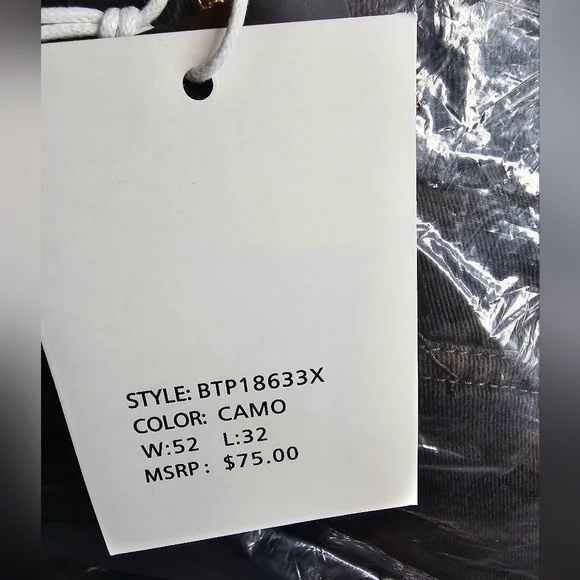 STYLE: BTP18633X
COLOR: CAMO
W:52 L:32
MSRP: $75.00